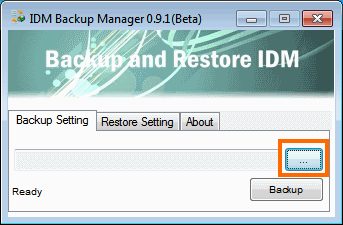 IDM Backup Manager 0.9.1(Beta)
Backup and Restore IDM
Backup Setting Restore Setting About
...
Ready Backup